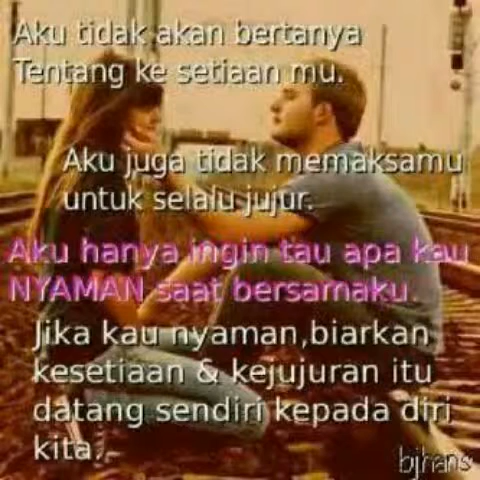 Aku tidak akan bertanya
Tentang ke setiaan mu.
Aku juga tidak memaksamu
untuk selalu jujur.
Aku hanya ingin tau apa kau
NYAMAN saat bersamaku.
Jika kau nyaman,biarkan
kesetiaan & kejujuran itu
datang sendiri kepada diri
kita.
bjhans